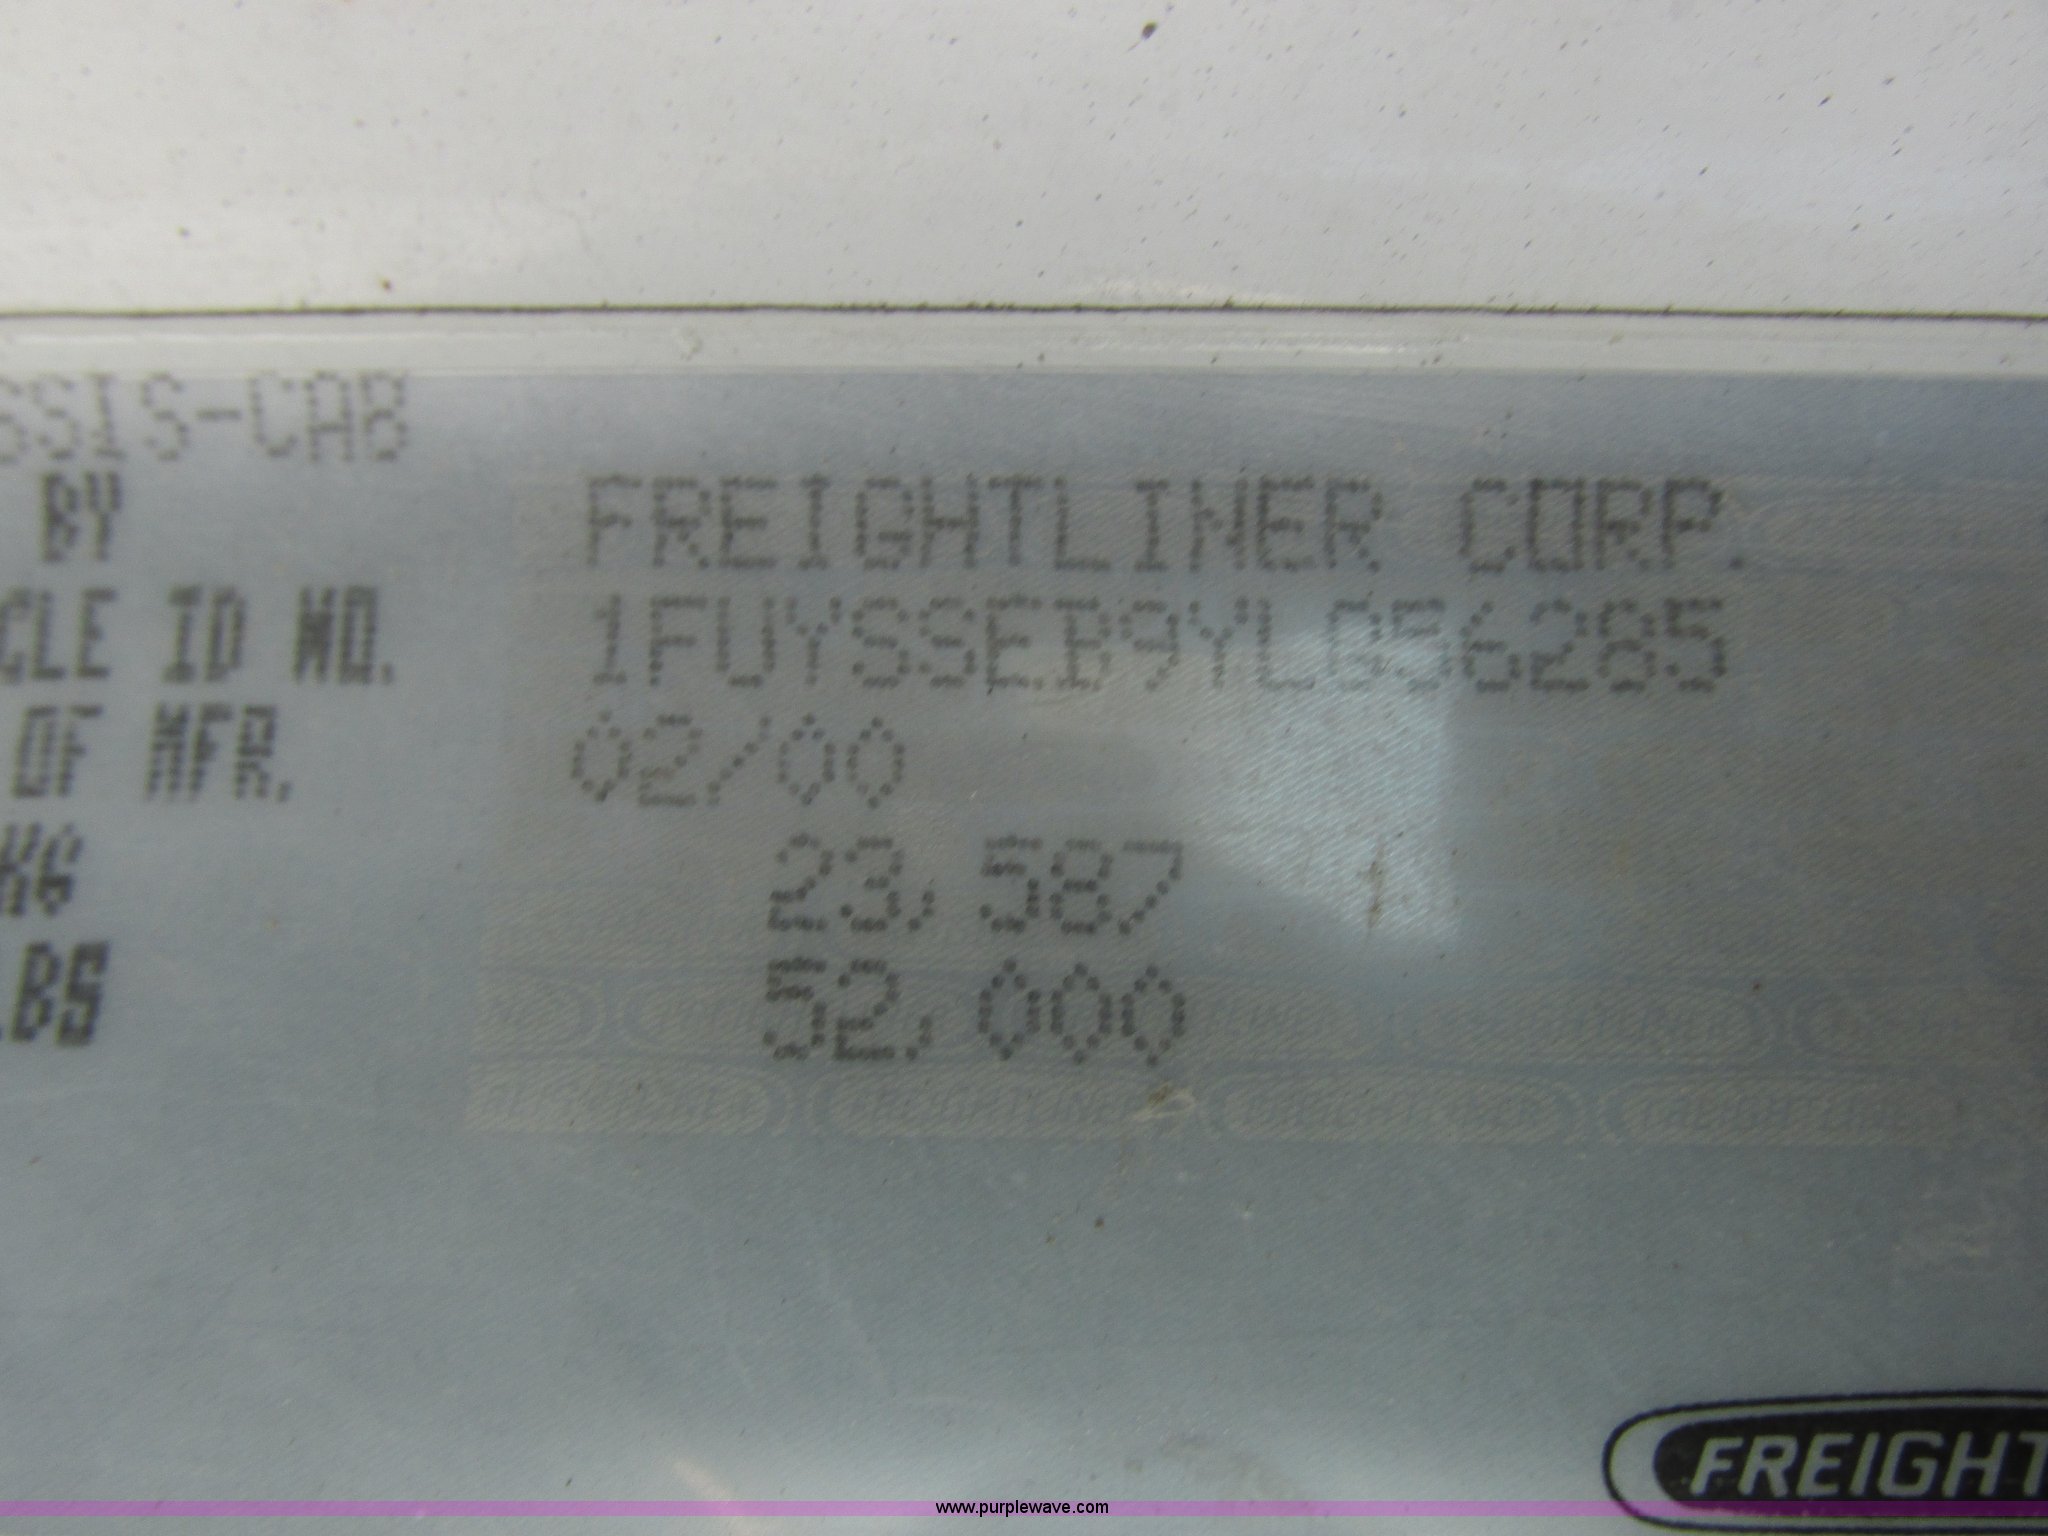 SSIS-CAB
BY FREIGHTLINER CORP.
CLE ID NO. 1FUYSSEB9YLG56285
OF MFR. 02/00
KG 23,587
LBS 52,000
FREIGHT
www.purplewave.com